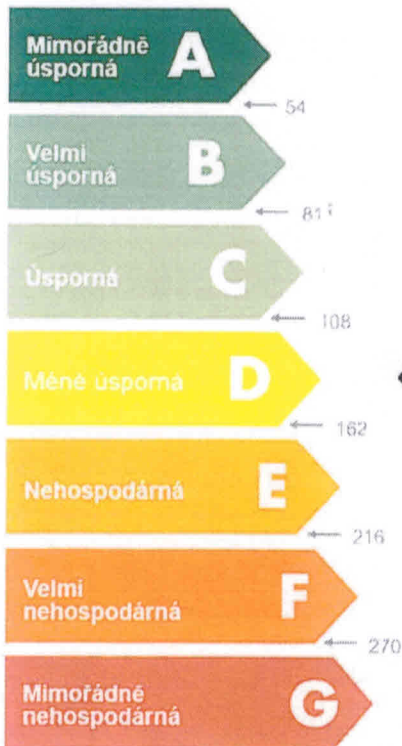 Mimořádně
úsporná
A
54
Velmi
úsporná
B
81
Úsporná
C
108
Méně úsporná
D
162
Nehospodárná
E
216
Velmi
nehospodárná
F
270
Mimořádně
nehospodárná
G